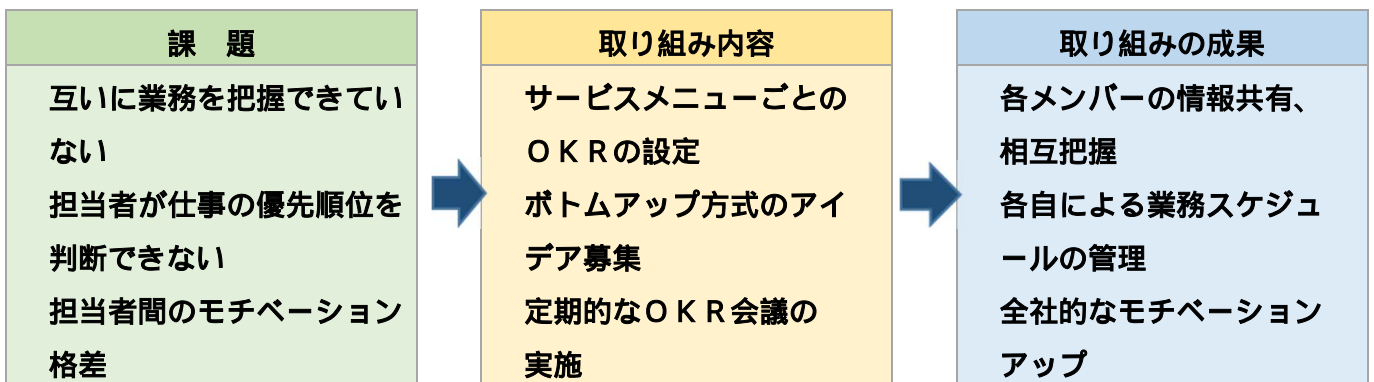 課　題
互いに業務を把握できてい
ない
担当者が仕事の優先順位を
判断できない
担当者間のモチベーション
格差
取り組み内容
サービスメニューごとの
ＯＫＲの設定
ボトムアップ方式のアイ
デア募集
定期的なＯＫＲ会議の
実施
取り組みの成果
各メンバーの情報共有、
相互把握
各自による業務スケジュ
ールの管理
全社的なモチベーション
アップ